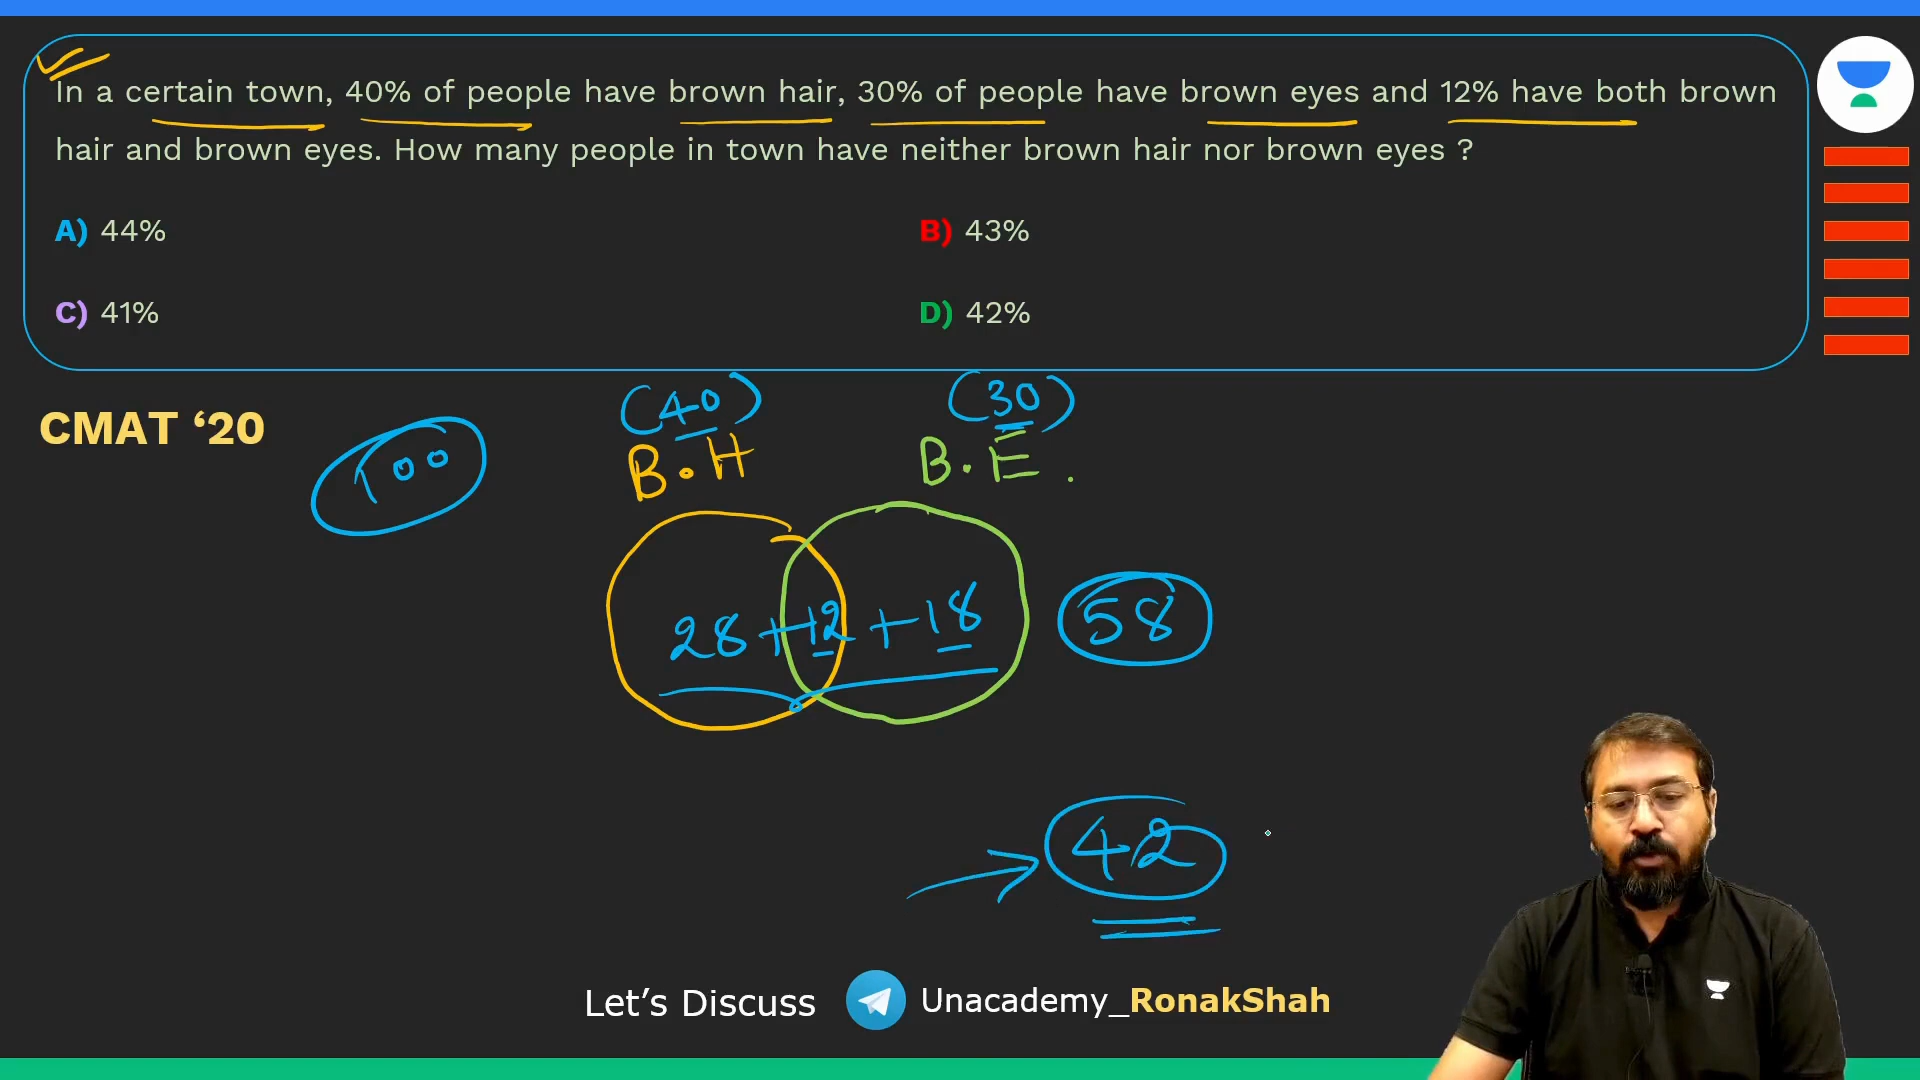 In a certain town, 40% of people have brown hair, 30% of people have brown eyes and 12% have both brown
hair and brown eyes. How many people in town have neither brown hair nor brown eyes ?
A) 44%
B) 43%
C) 41%
D) 42%
CMAT ‘20
100
(40)
(30)
B.H
B.E.
28+12+18
58
42
Let’s Discuss
Unacademy_RonakShah